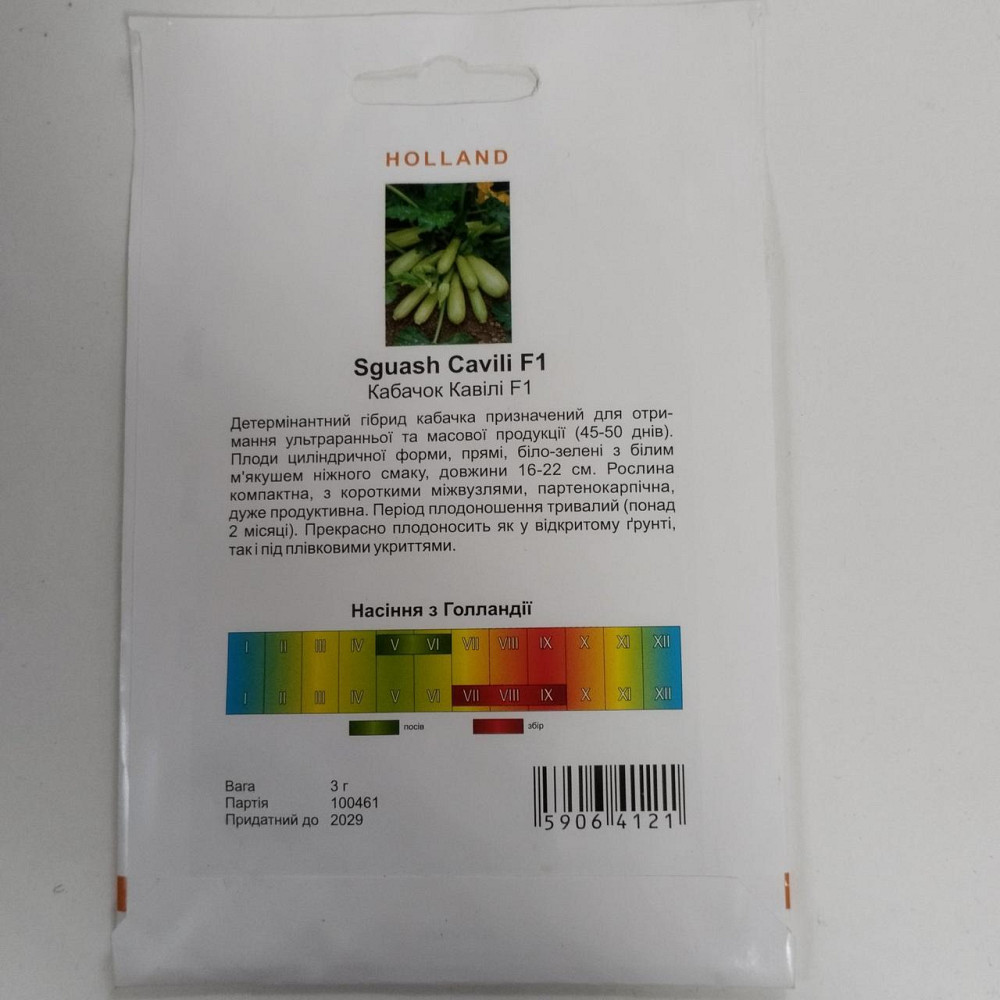 HOLLAND
Sguash Cavili F1
Кабачок Кавілі F1
Детермінантний гібрид кабачка призначений для отри-
мання ультраранньої та масової продукції (45-50 днів).
Плоди циліндричної форми, прямі, біло-зелені з білим
м'якушем ніжного смаку, довжини 16-22 см. Рослина
компактна, з короткими міжвузлями, партенокарпічна,
дуже продуктивна. Період плодоношення тривалий (понад
2 місяці). Прекрасно плодоносить як у відкритому ґрунті,
так і під плівковими укриттями.
Насіння з Голландії
I II III IV V VI VII VIII IX X XI XII
I II III IV V VI VII VIII IX X XI XII
посів збір
Вага 3 г
Партія 100461
Придатний до 2029
5906 4121